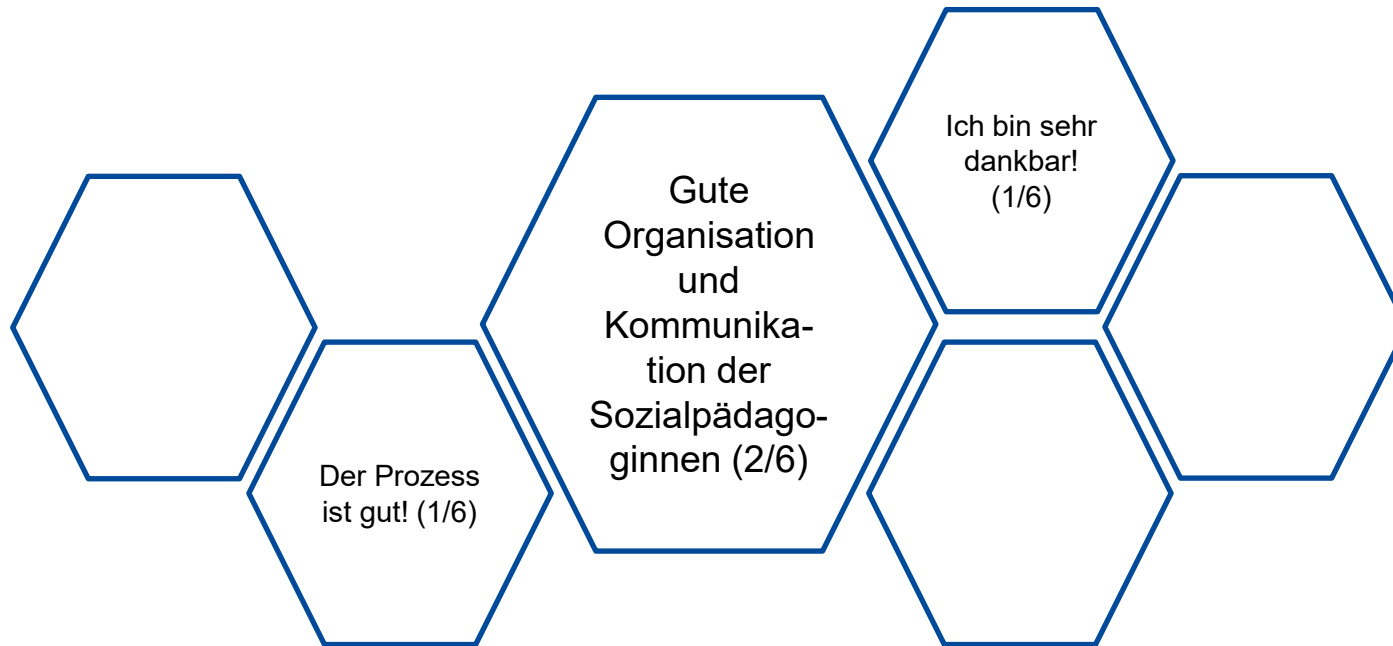 Gute
Organisation
und
Kommunika-
tion der
Sozialpädago-
ginnen (2/6)
Ich bin sehr
dankbar!
(1/6)
Der Prozess
ist gut! (1/6)